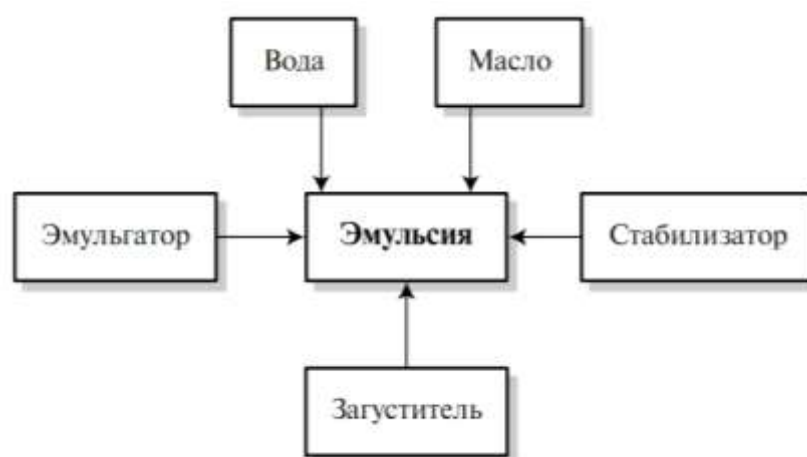 Вода
Масло
Эмульгатор
Эмульсия
Стабилизатор
Загуститель